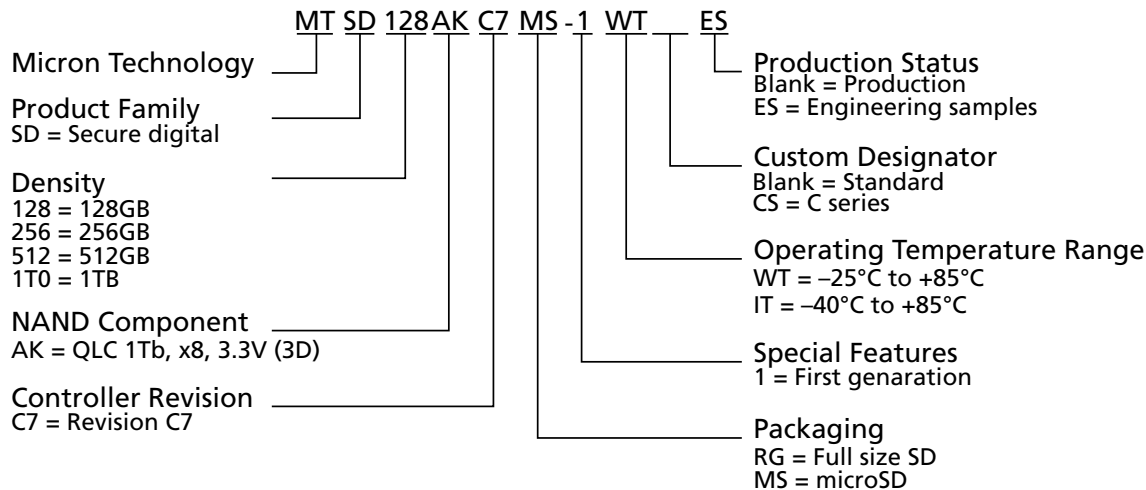 MT SD 128 AK C7 MS -1 WT ES
Micron Technology
Product Family
SD = Secure digital
Density
128 = 128GB
256 = 256GB
512 = 512GB
1T0 = 1TB
NAND Component
AK = QLC 1Tb, x8, 3.3V (3D)
Controller Revision
C7 = Revision C7
Production Status
Blank = Production
ES = Engineering samples
Custom Designator
Blank = Standard
CS = C series
Operating Temperature Range
WT = –25°C to +85°C
IT = –40°C to +85°C
Special Features
1 = First genaration
Packaging
RG = Full size SD
MS = microSD